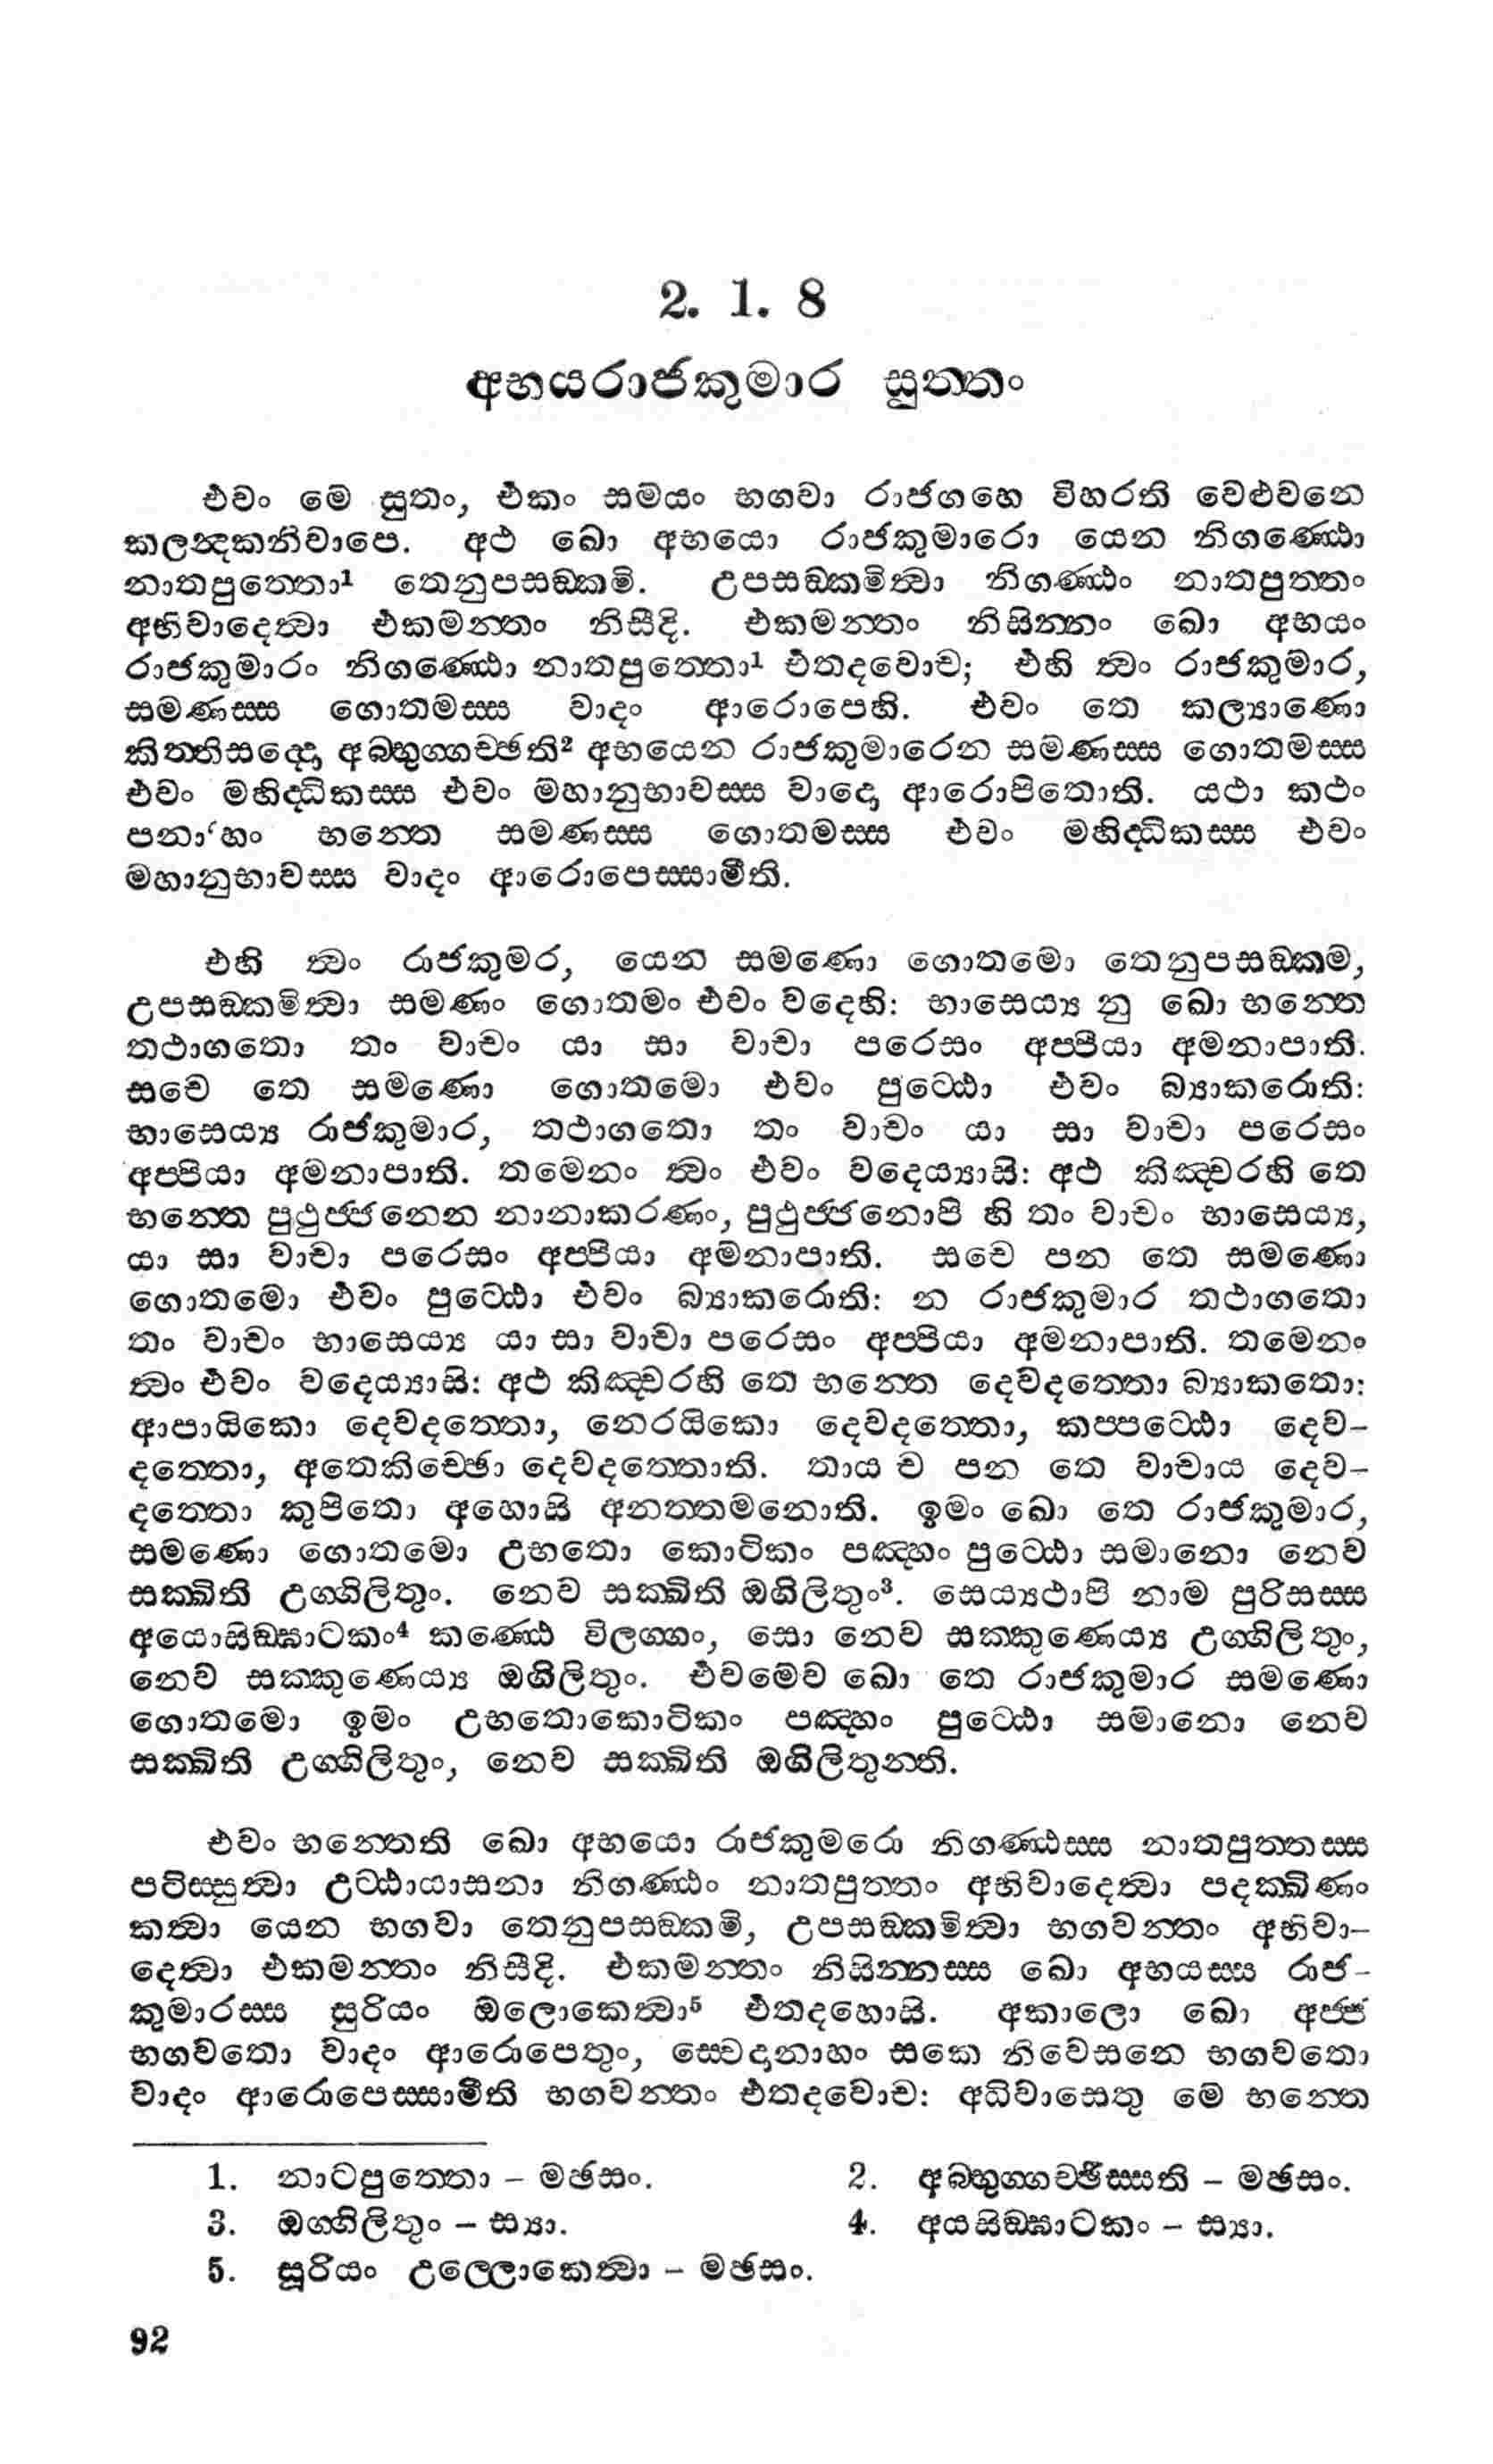 2. 1. 8
අභයරාජකුමාර සුත්තං
එවං මේ සුතං, එකං සමයං භගවා රාජගහෙ විහරති වෙළුවනෙ
කලන්දකනිවාපෙ. අථ ඛො අභයො රාජකුමාරො යෙන නිගණ්ඨො
නාතපුත්තො¹ තෙනුපසඞ්කමි. උපසඞ්කමිත්වා නිගණ්ඨං නාතපුත්තං
අභිවාදෙත්වා එකමන්තං නිසීදි. එකමන්තං නිසින්නං ඛො අභයං
රාජකුමාරං නිගණ්ඨො නාතපුත්තො¹ එතදවොච; එහි ත්වං රාජකුමාර,
සමණස්ස ගොතමස්ස වාදං ආරොපෙහි. එවං තෙ කල්‍යාණො
කිත්තිසද්දො අබ්භුග්ගච්ඡති² අභයෙන රාජකුමාරෙන සමණස්ස ගොතමස්ස
එවං මහිද්ධිකස්ස එවං මහානුභාවස්ස වාදො ආරොපිතොති. යථා කථං
පනා‘හං භන්තෙ සමණස්ස ගොතමස්ස එවං මහිද්ධිකස්ස එවං
මහානුභාවස්ස වාදං ආරොපෙස්සාමීති.
එහි ත්වං රාජකුමර, යෙන සමණො ගොතමො තෙනුපසඞ්කම,
උපසඞ්කමිත්වා සමණං ගොතමං එවං වදෙහි: භාසෙය්‍ය නු ඛො භන්තෙ
තථාගතො තං වාචං යා සා වාචා පරෙසං අප්පියා අමනාපාති.
සචෙ තෙ සමණො ගොතමො එවං පුට්ඨො එවං බ්‍යාකරොති:
භාසෙය්‍ය රාජකුමාර, තථාගතො තං වාචං යා සා වාචා පරෙසං
අප්පියා අමනාපාති. තමෙනං ත්වං එවං වදෙය්‍යාසි: අථ කිඤ්චරහි තෙ
භන්තෙ පුථුජ්ජනෙන නානාකරණං, පුථුජ්ජනොපි හි තං වාචං භාසෙය්‍ය,
යා සා වාචා පරෙසං අප්පියා අමනාපාති. සචෙ පන තෙ සමණො
ගොතමො එවං පුට්ඨො එවං බ්‍යාකරොති: න රාජකුමාර තථාගතො
තං වාචං භාසෙය්‍ය යා සා වාචා පරෙසං අප්පියා අමනාපාති. තමෙනං
ත්වං එවං වදෙය්‍යාසි: අථ කිඤ්චරහි තෙ භන්තෙ දෙවදත්තො බ්‍යාකතො:
ආපායිකො දෙවදත්තො, නෙරයිකො දෙවදත්තො, කප්පට්ඨො දෙව-
දත්තො, අතෙකිච්ඡො දෙවදත්තොති. තාය ච පන තෙ වාචාය දෙව-
දත්තො කුපිතො අහොසි අනත්තමනොති. ඉමං ඛො තෙ රාජකුමාර,
සමණො ගොතමො උභතො කොටිකං පඤ්හං පුට්ඨො සමානො නෙව
සක්ඛිති උග්ගිලිතුං. නෙව සක්ඛිති ඔගිලිතුං³. සෙය්‍යථාපි නාම පුරිසස්ස
අයොසිඞ්ඝාටකං⁴ කණ්ඨෙ විලග්ගං, සො නෙව සක්කුණෙය්‍ය උග්ගිලිතුං,
නෙව සක්කුණෙය්‍ය ඔගිලිතුං. එවමෙව ඛො තෙ රාජකුමාර සමණො
ගොතමො ඉමං උභතොකොටිකං පඤ්හං පුට්ඨො සමානො නෙව
සක්ඛිති උග්ගිලිතුං, නෙව සක්ඛිති ඔගිලිතුන්ති.
එවං භන්තෙති ඛො අභයො රාජකුමරො නිගණ්ඨස්ස නාතපුත්තස්ස
පටිස්සුත්වා උට්ඨායාසනා නිගණ්ඨං නාතපුත්තං අභිවාදෙත්වා පදක්ඛිණං
කත්වා යෙන භගවා තෙනුපසඞ්කමි, උපසඞ්කමිත්වා භගවන්තං අභිවා-
දෙත්වා එකමන්තං නිසීදි. එකමන්තං නිසින්නස්ස ඛො අභයස්ස රාජ-
කුමාරස්ස සුරියං ඔලොකෙත්වා⁵ එතදහොසි. අකාලො ඛො අජ්ජ
භගවතො වාදං ආරොපෙතුං, ස්වෙදානාහං සකෙ නිවෙසනෙ භගවතො
වාදං ආරොපෙස්සාමීති භගවන්තං එතදවොච: අධිවාසෙතු මේ භන්තෙ
1. නාටපුත්තො - මඡසං. 2. අබ්භුග්ගච්ඡිස්සති - මඡසං.
3. ඔග්ගිලිතුං - ස්‍යා. 4. අයසිඞ්ඝාටකං - ස්‍යා.
5. සූරියං උල්ලොකෙත්වා - මඡසං.
92